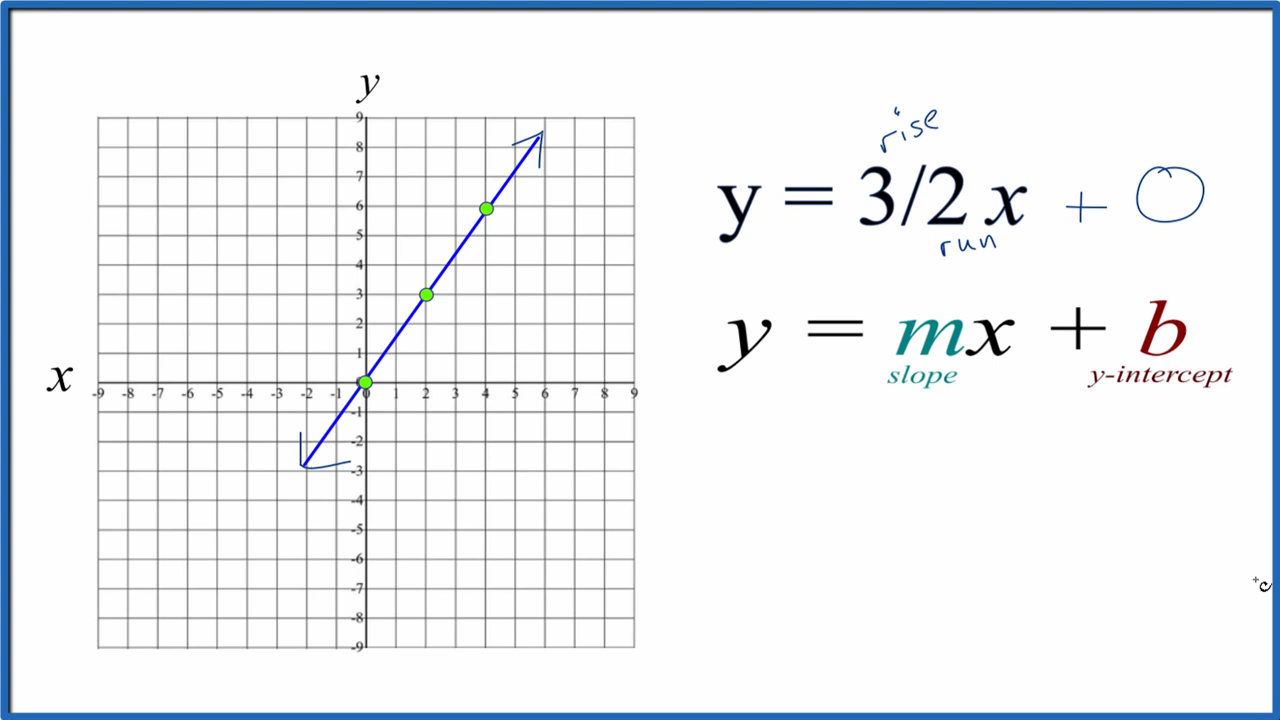 y
9
8
7
6
5
4
3
2
1
x
-9 -8 -7 -6 -5 -4 -3 -2 -1 0 1 2 3 4 5 6 7 8 9
-1
-2
-3
-4
-5
-6
-7
-8
-9
rise
y = 3/2 x + 0
run
y = mx + b
slope y-intercept